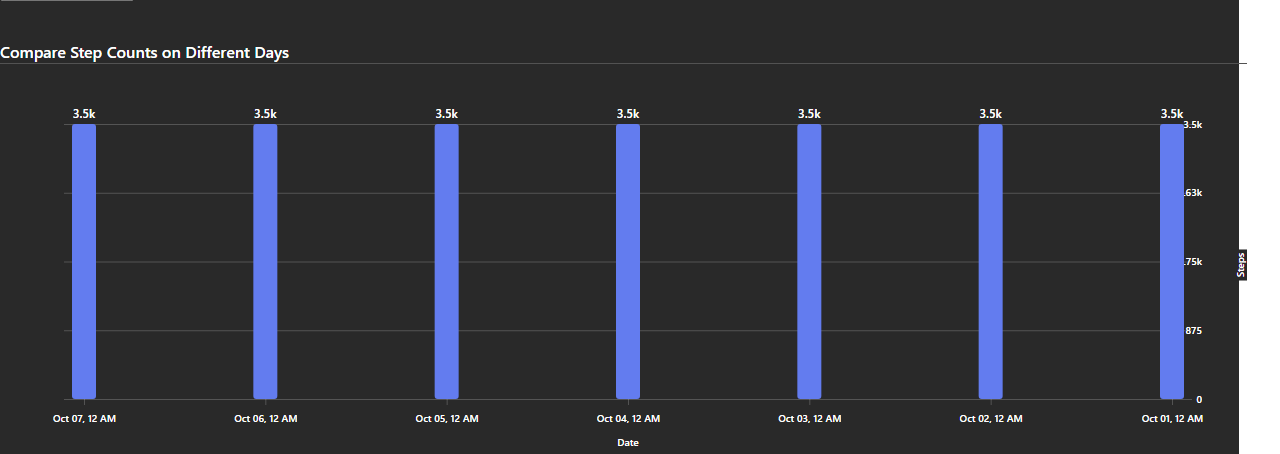 Compare Step Counts on Different Days
3.5k 3.5k 3.5k 3.5k 3.5k 3.5k 3.5k
3.5k
.63k
.75k
875
0
Steps
Oct 07, 12 AM Oct 06, 12 AM Oct 05, 12 AM Oct 04, 12 AM Oct 03, 12 AM Oct 02, 12 AM Oct 01, 12 AM
Date